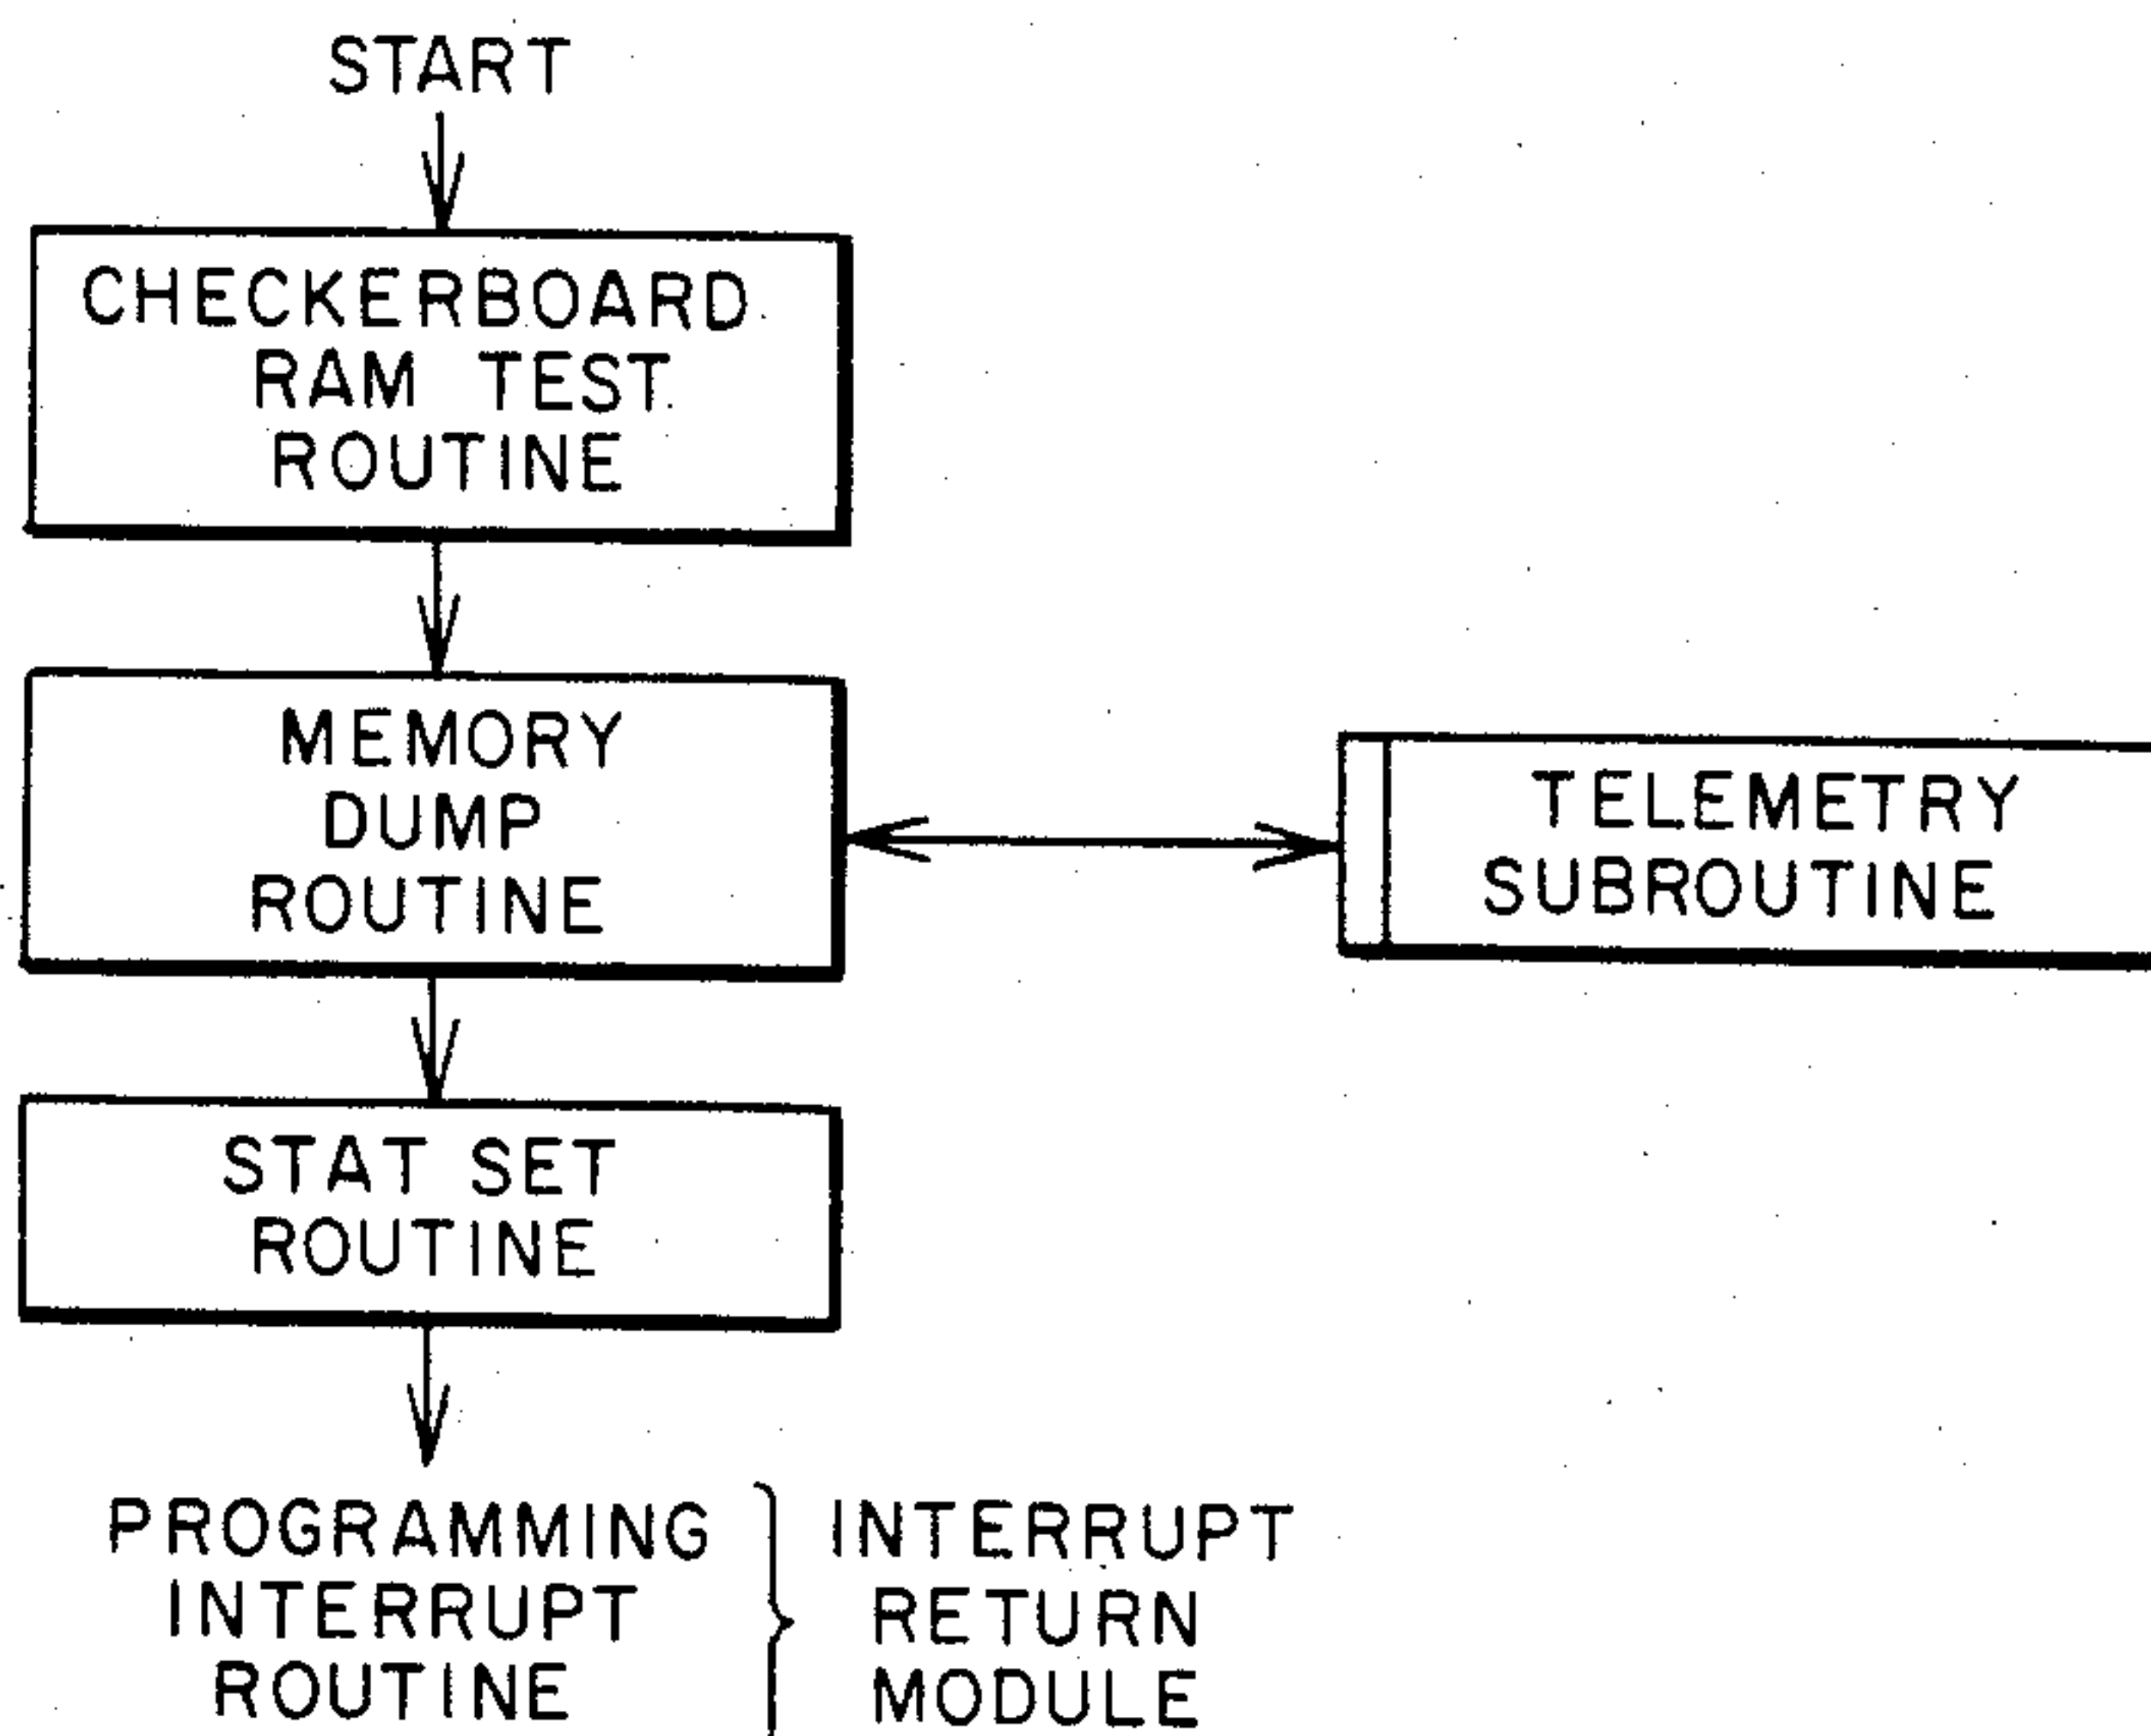 START
CHECKERBOARD
RAM TEST
ROUTINE
MEMORY
DUMP
ROUTINE
TELEMETRY
SUBROUTINE
STAT SET
ROUTINE
PROGRAMMING
INTERRUPT
ROUTINE
INTERRUPT
RETURN
MODULE